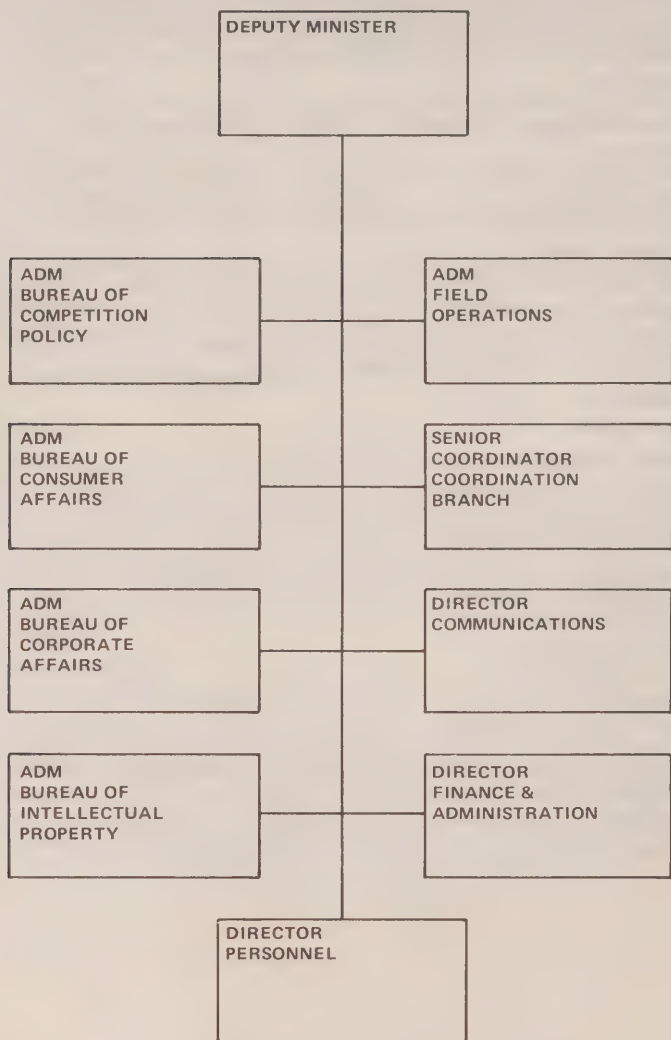 DEPUTY MINISTER
ADM
BUREAU OF
COMPETITION
POLICY
ADM
FIELD
OPERATIONS
ADM
BUREAU OF
CONSUMER
AFFAIRS
SENIOR
COORDINATOR
COORDINATION
BRANCH
ADM
BUREAU OF
CORPORATE
AFFAIRS
DIRECTOR
COMMUNICATIONS
ADM
BUREAU OF
INTELLECTUAL
PROPERTY
DIRECTOR
FINANCE &
ADMINISTRATION
DIRECTOR
PERSONNEL